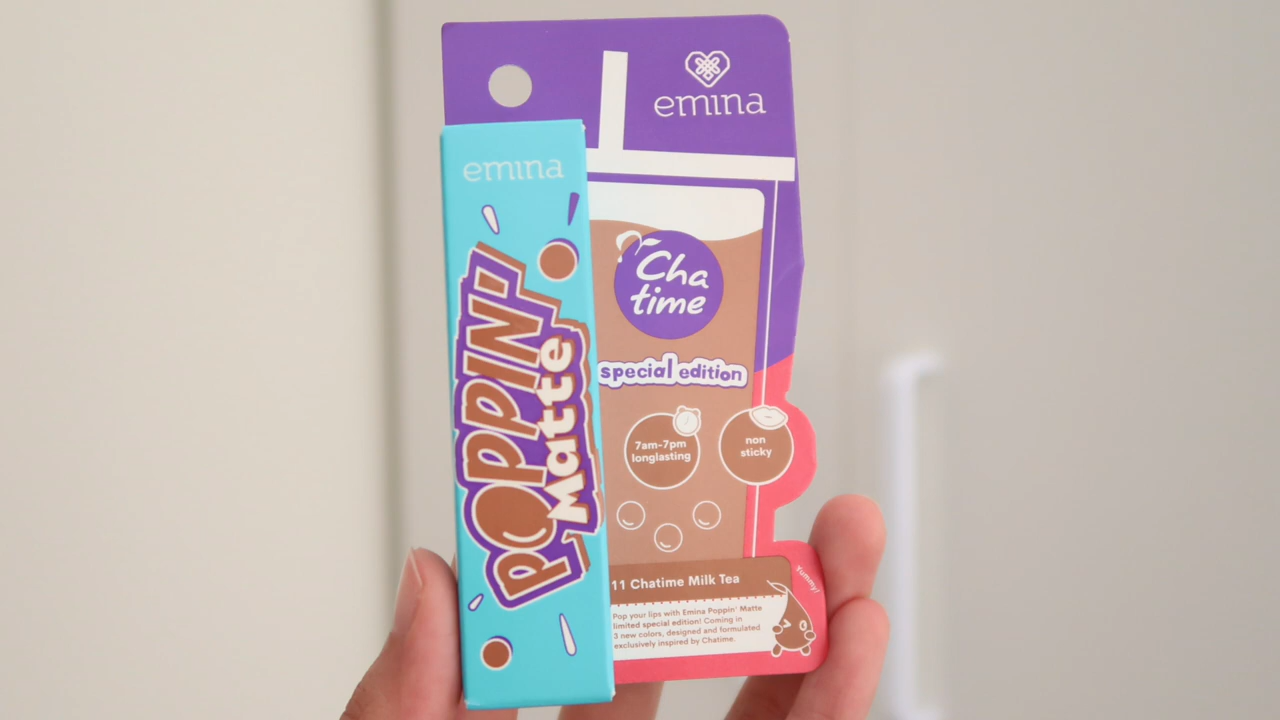 emina
emina
POPPIN'
Matte
Cha
time
special edition
7am-7pm
longlasting
non
sticky
11 Chatime Milk Tea
Yummy!
Pop your lips with Emina Poppin' Matte
limited special edition! Coming in
3 new colors, designed and formulated
exclusively inspired by Chatime.